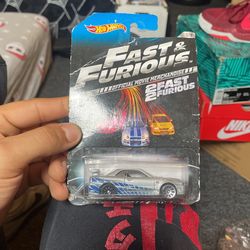 Hot Wheels
FAST &
FURIOUS
OFFICIAL MOVIE MERCHANDISE
2 FAST
2 FURIOUS
NIKE